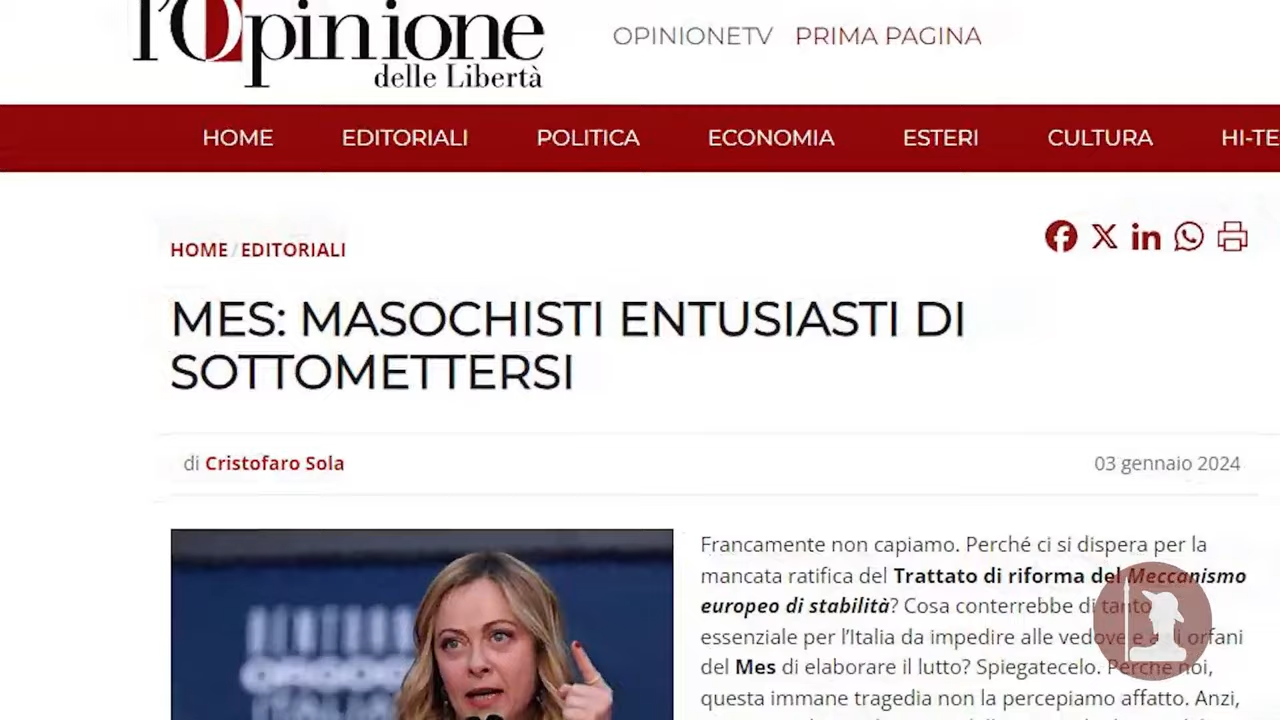 l'Opinione
delle Libertà
OPINIONETV PRIMA PAGINA
HOME EDITORIALI POLITICA ECONOMIA ESTERI CULTURA HI-TE
HOME / EDITORIALI
MES: MASOCHISTI ENTUSIASTI DI
SOTTOMETTERSI
di Cristofaro Sola
03 gennaio 2024
Francamente non capiamo. Perché ci si dispera per la
mancata ratifica del Trattato di riforma del Meccanismo
europeo di stabilità? Cosa conterrebbe di tanto
essenziale per l'Italia da impedire alle vedove e agli orfani
del Mes di elaborare il lutto? Spiegatecelo. Perché noi,
questa immane tragedia non la percepiamo affatto. Anzi,